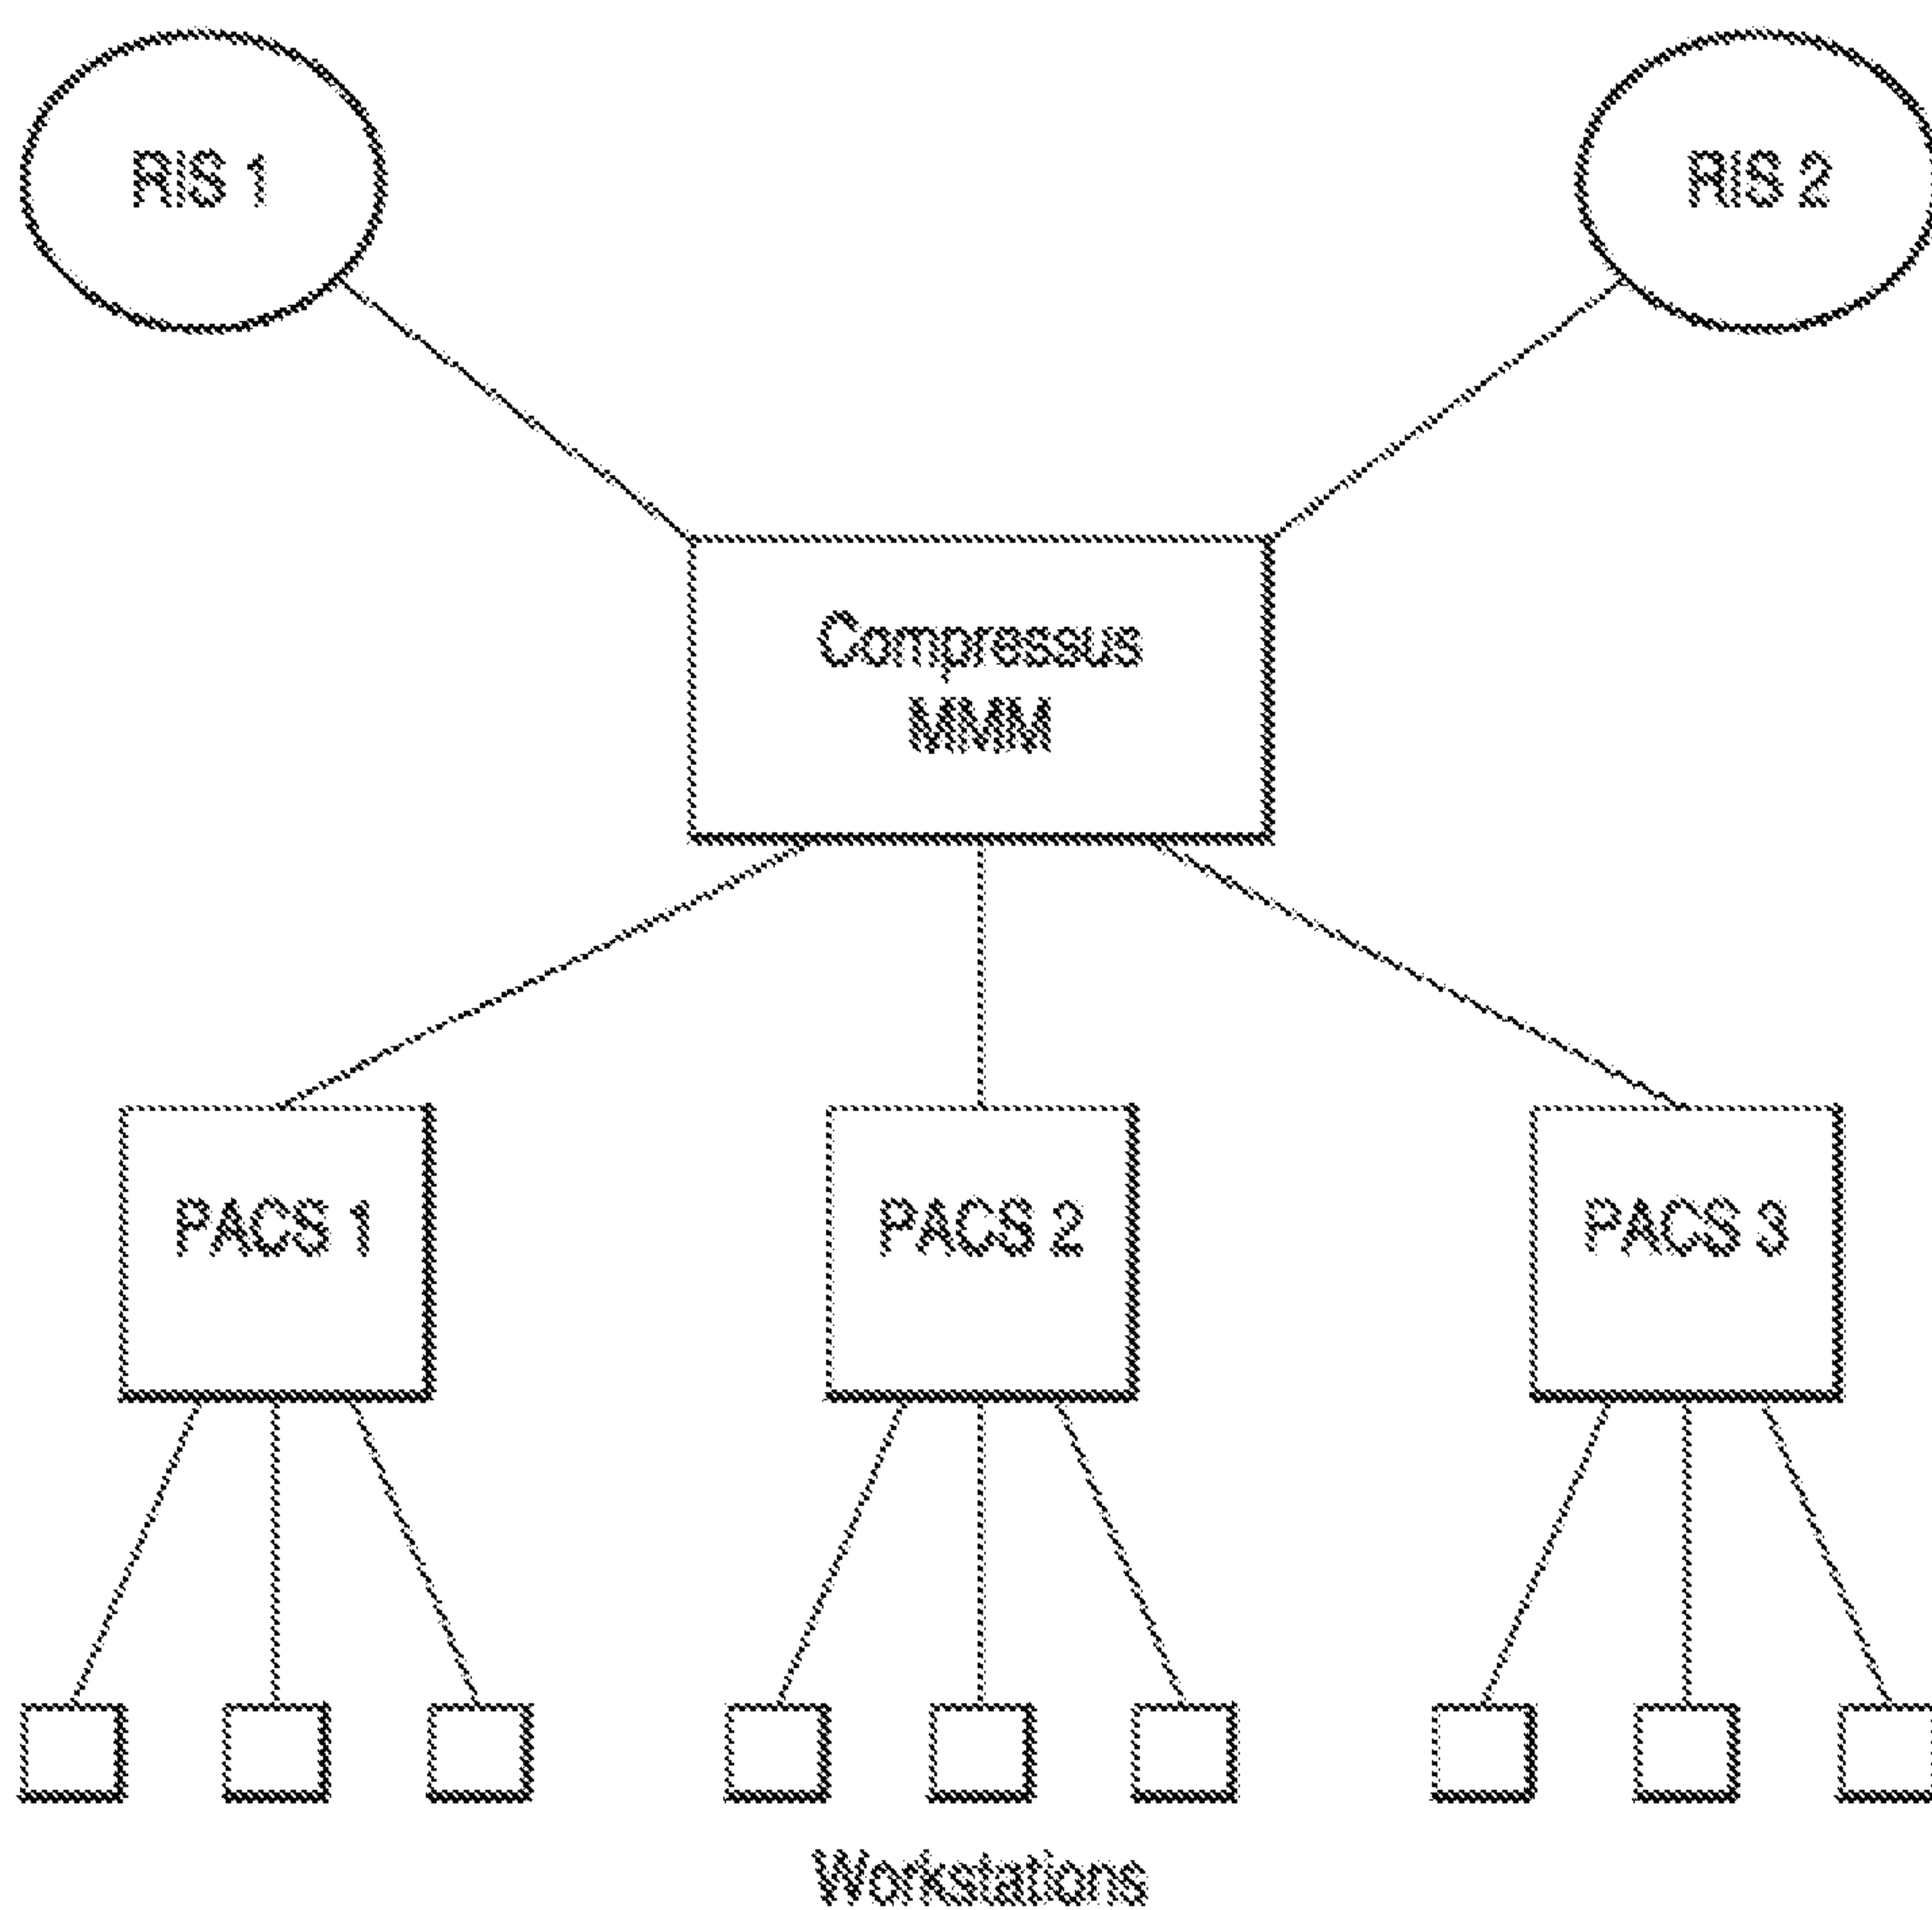 RIS 1
RIS 2
Compressus
MMM
PACS 1
PACS 2
PACS 3
Workstations